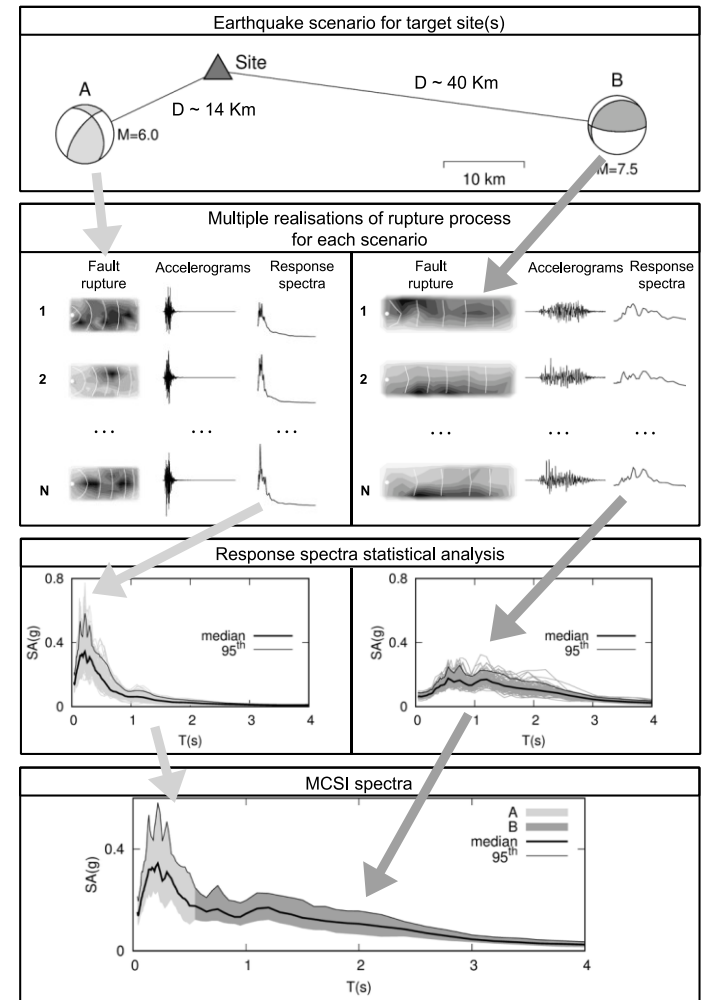 Earthquake scenario for target site(s)
A
Site
D ~ 14 Km
M=6.0
D ~ 40 Km
B
M=7.5
10 km
Multiple realisations of rupture process
for each scenario
Fault
rupture
Accelerograms
Response
spectra
Fault
rupture
Accelerograms
Response
spectra
1
2
...
...
...
N
1
2
...
...
...
N
Response spectra statistical analysis
0.8
0.4
0
SA(g)
median
95th
0 1 2 3 4
T(s)
0.8
0.4
0
SA(g)
median
95th
0 1 2 3 4
T(s)
MCSI spectra
0.4
0
SA(g)
A
B
median
95th
0 1 2 3 4
T(s)